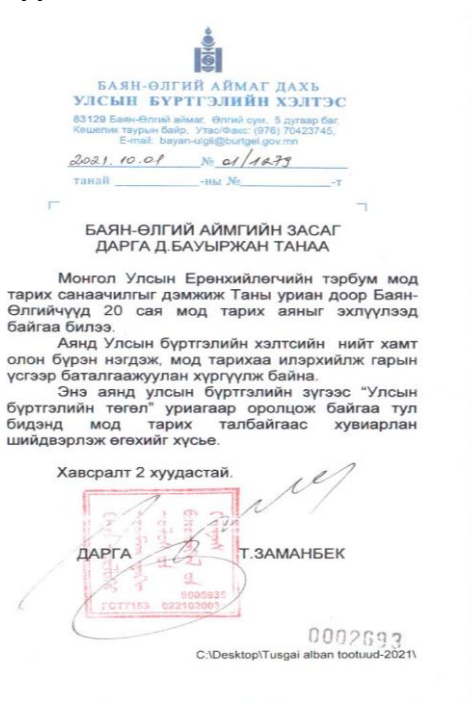 БАЯН-ӨЛГИЙ АЙМАГ ДАХЬ
УЛСЫН БҮРТГЭЛИЙН ХЭЛТЭС
83129 Баян-Өлгий аймаг, Өлгий сум, 5 дугаар баг,
Кешелик таурын байр, Утас/Факс: (976) 70423745,
E-mail: bayan-ulgii@burtgel.gov.mn
2021. 10.01 № 01/1279
танай -ны № -т
БАЯН-ӨЛГИЙ АЙМГИЙН ЗАСАГ
ДАРГА Д.БАУЫРЖАН ТАНАА
Монгол Улсын Ерөнхийлөгчийн тэрбум мод
тарих санаачилгыг дэмжиж Таны уриан доор Баян-
Өлгийчүүд 20 сая мод тарих аяныг эхлүүлээд
байгаа билээ.
Аянд Улсын бүртгэлийн хэлтсийн нийт хамт
олон бүрэн нэгдэж, мод тарихаа илэрхийлж гарын
үсгээр баталгаажуулан хүргүүлж байна.
Энэ аянд улсын бүртгэлийн зүгээс “Улсын
бүртгэлийн төгөл” уриагаар оролцож байгаа тул
бидэнд мод тарих талбайгаас хувиарлан
шийдвэрлэж өгөхийг хүсье.
Хавсралт 2 хуудастай.
ДАРГА Т.ЗАМАНБЕК
9005835
0002693
C:\Desktop\Tusgai alban tootuud-2021\